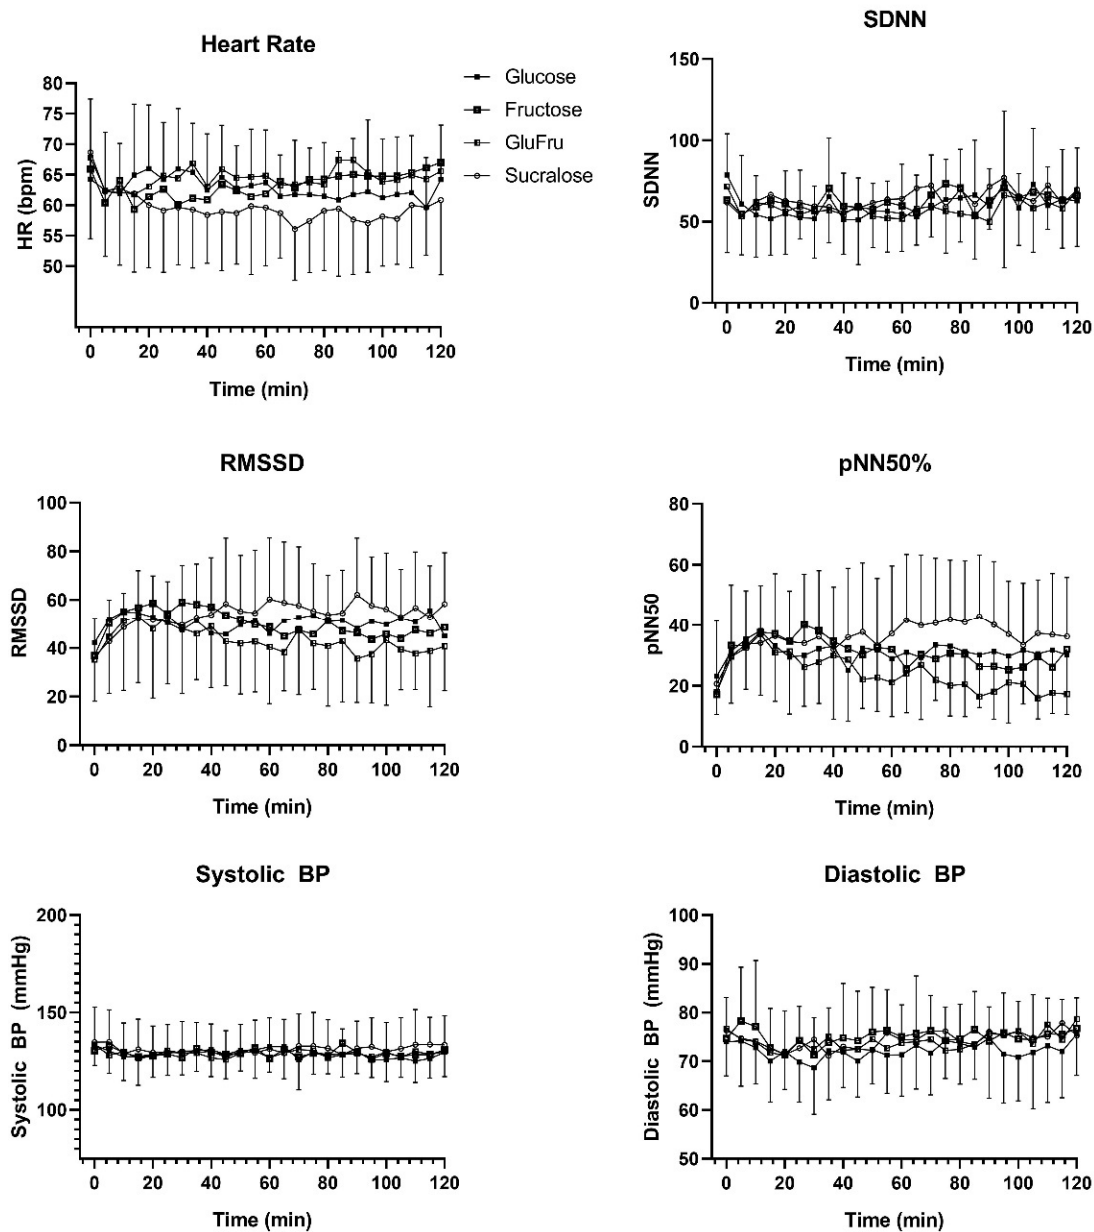 Heart Rate
HR (bpm)
80
75
70
65
60
55
50
0 20 40 60 80 100 120
Time (min)
Glucose
Fructose
GluFru
Sucralose
SDNN
SDNN
150
100
50
0
0 20 40 60 80 100 120
Time (min)
RMSSD
RMSSD
100
80
60
40
20
0
0 20 40 60 80 100 120
Time (min)
pNN50%
pNN50
80
60
40
20
0
0 20 40 60 80 100 120
Time (min)
Systolic BP
Systolic BP (mmHg)
200
150
100
0 20 40 60 80 100 120
Time (min)
Diastolic BP
Diastolic BP (mmHg)
100
90
80
70
60
50
0 20 40 60 80 100 120
Time (min)